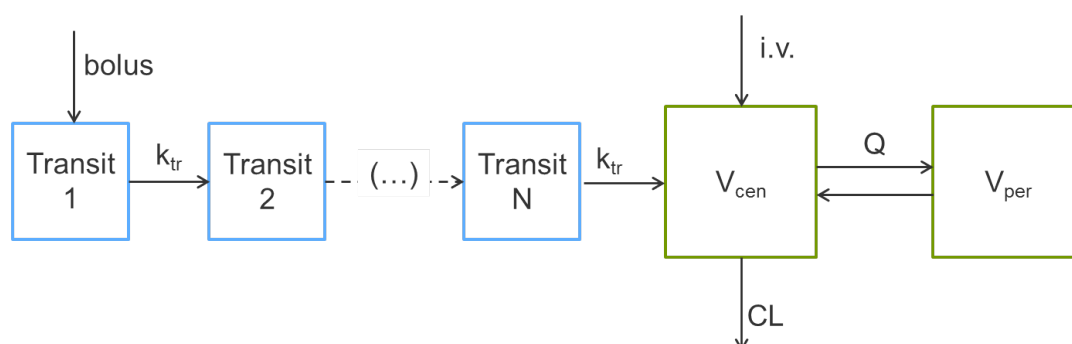 bolus
i.v.
Transit
1
k_tr
Transit
2
(...)
Transit
N
k_tr
V_cen
Q
V_per
CL